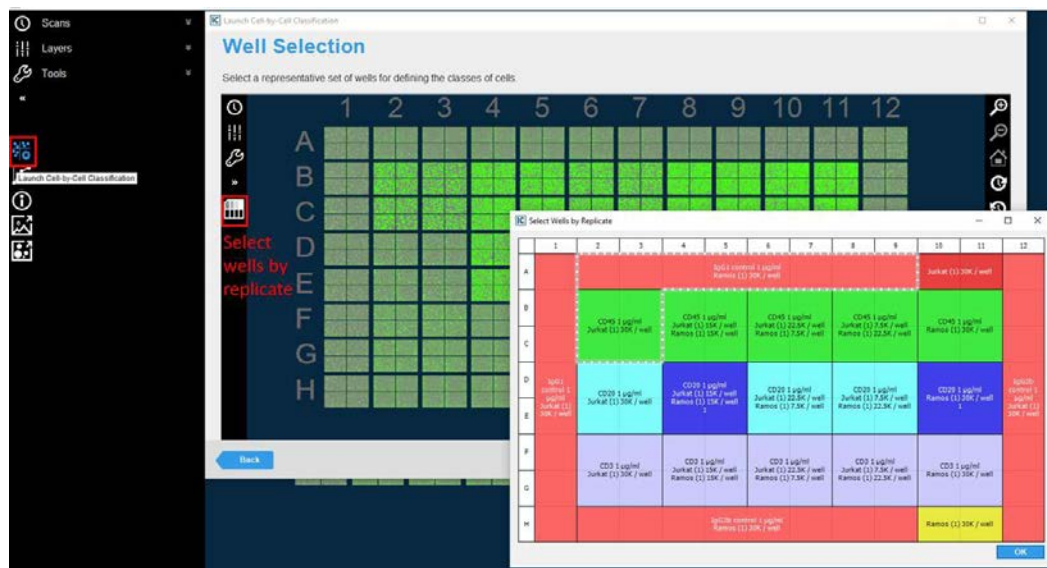 Scans
Layers
Tools
Launch Cell-by-Cell Classification
Launch Cell-by-Cell Classification
Well Selection
Select a representative set of wells for defining the classes of cells.
1 2 3 4 5 6 7 8 9 10 11 12
A
B
C
D
E
F
G
H
Select
wells by
replicate
Back
Select Wells by Replicate
1 2 3 4 5 6 7 8 9 10 11 12
A
IgG1 control 1 µg/ml
Ramos (1) 30K / well
Jurkat (1) 30K / well
B
C
CD45 1 µg/ml
Jurkat (1) 30K / well
CD45 1 µg/ml
Jurkat (1) 15K / well
Ramos (1) 15K / well
CD45 1 µg/ml
Jurkat (1) 22.5K / well
Ramos (1) 7.5K / well
CD45 1 µg/ml
Jurkat (1) 7.5K / well
Ramos (1) 22.5K / well
CD45 1 µg/ml
Ramos (1) 30K / well
IgG1
control 1
µg/ml
Jurkat (1)
30K / well
D
E
CD20 1 µg/ml
Jurkat (1) 30K / well
CD20 1 µg/ml
Jurkat (1) 15K / well
Ramos (1) 15K / well
1
CD20 1 µg/ml
Jurkat (1) 22.5K / well
Ramos (1) 7.5K / well
CD20 1 µg/ml
Jurkat (1) 7.5K / well
Ramos (1) 22.5K / well
CD20 1 µg/ml
Ramos (1) 30K / well
1
IgG2b
control 1
µg/ml
Jurkat (1)
30K / well
F
G
CD3 1 µg/ml
Jurkat (1) 30K / well
CD3 1 µg/ml
Jurkat (1) 15K / well
Ramos (1) 15K / well
CD3 1 µg/ml
Jurkat (1) 22.5K / well
Ramos (1) 7.5K / well
CD3 1 µg/ml
Jurkat (1) 7.5K / well
Ramos (1) 22.5K / well
CD3 1 µg/ml
Ramos (1) 30K / well
H
IgG2b control 1 µg/ml
Ramos (1) 30K / well
Ramos (1) 30K / well
OK